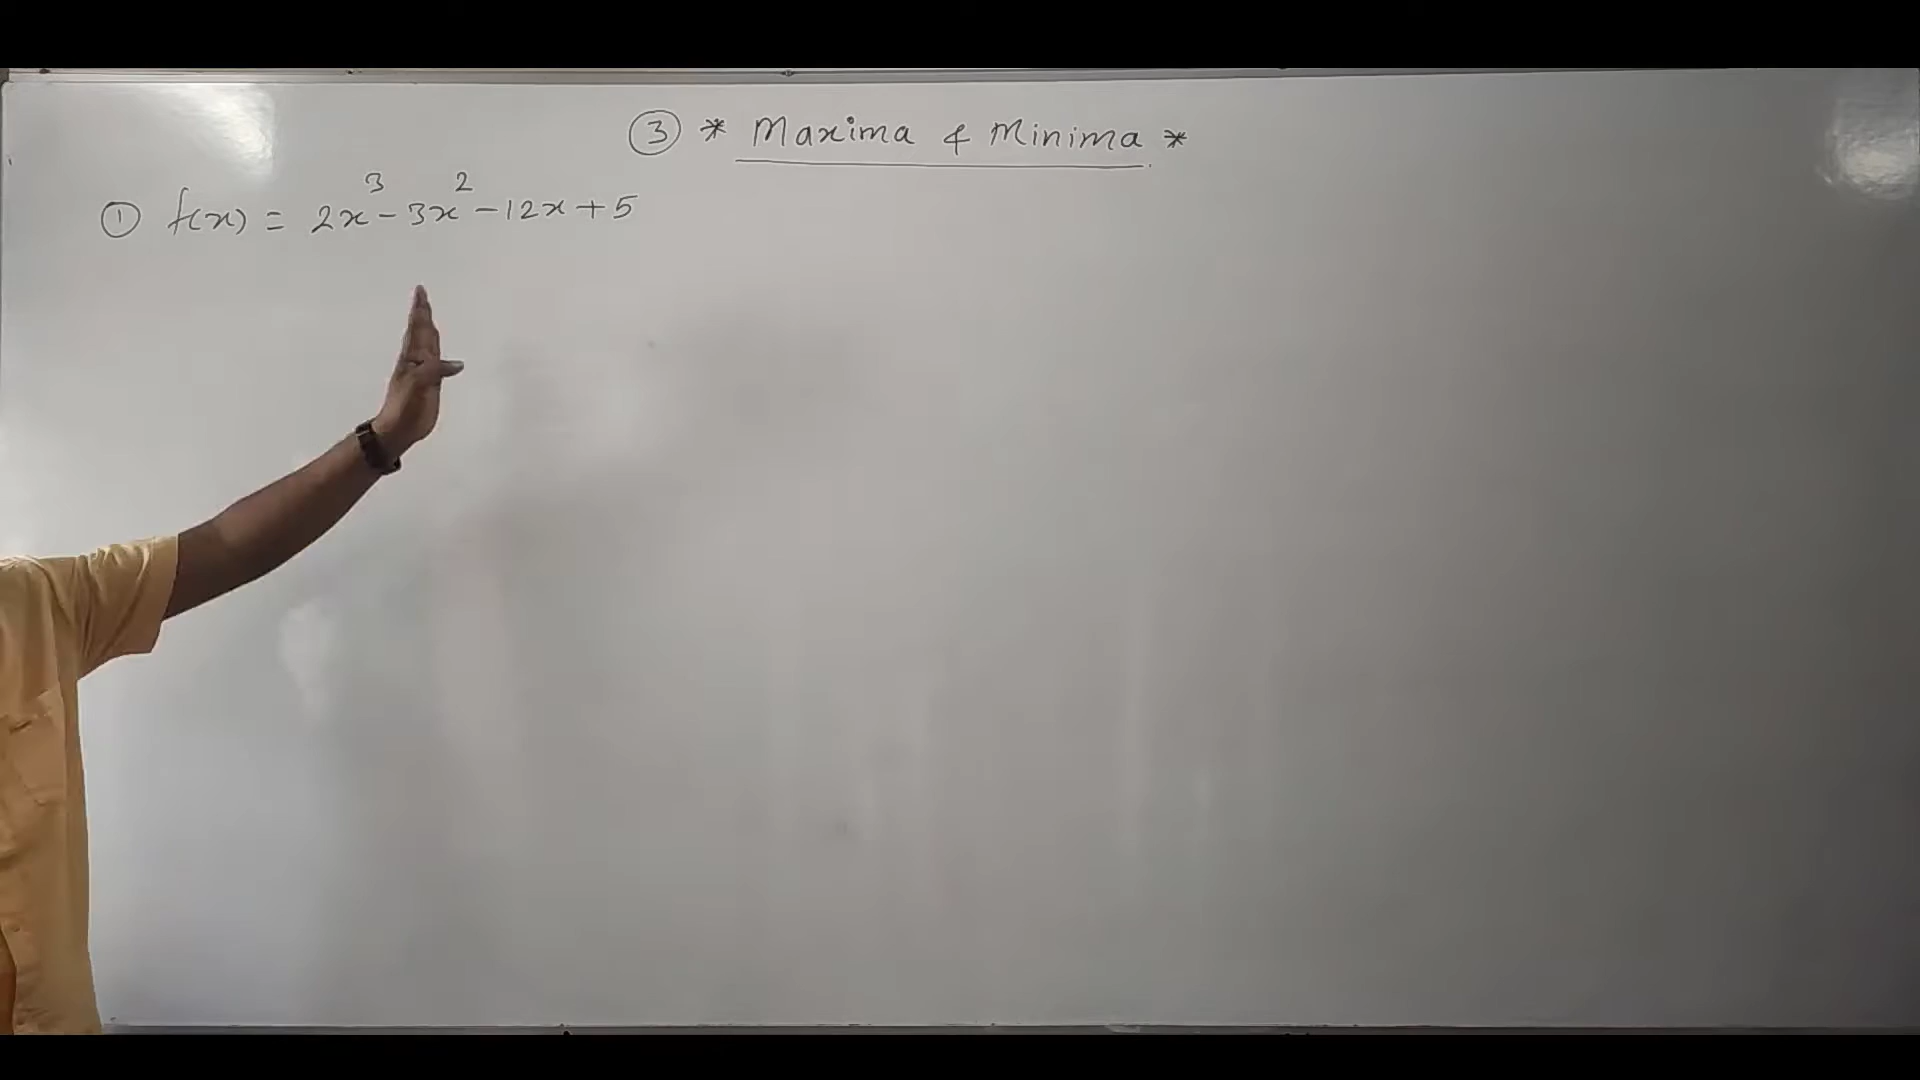 ③ * Maxima & Minima *
① f(x) = 2x³ - 3x² - 12x + 5